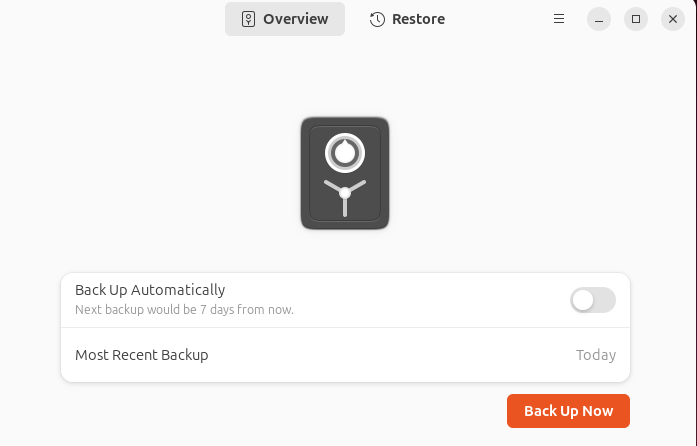 Overview
Restore
Back Up Automatically
Next backup would be 7 days from now.
Most Recent Backup
Today
Back Up Now